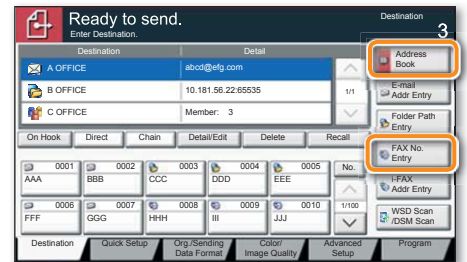 Ready to send.
Destination
Enter Destination.
3
Destination Detail
A OFFICE abcd@efg.com
B OFFICE 10.181.56.22:65535 1/1
C OFFICE Member: 3
Address
Book
E-mail
Addr Entry
Folder Path
Entry
FAX No.
Entry
i-FAX
Addr Entry
WSD Scan
/DSM Scan
On Hook Direct Chain Detail/Edit Delete Recall
0001 0002 0003 0004 0005 No.
AAA BBB CCC DDD EEE
0006 0007 0008 0009 0010 1/100
FFF GGG HHH III JJJ
Destination Quick Setup Org./Sending
Data Format Color/
Image Quality Advanced
Setup Program